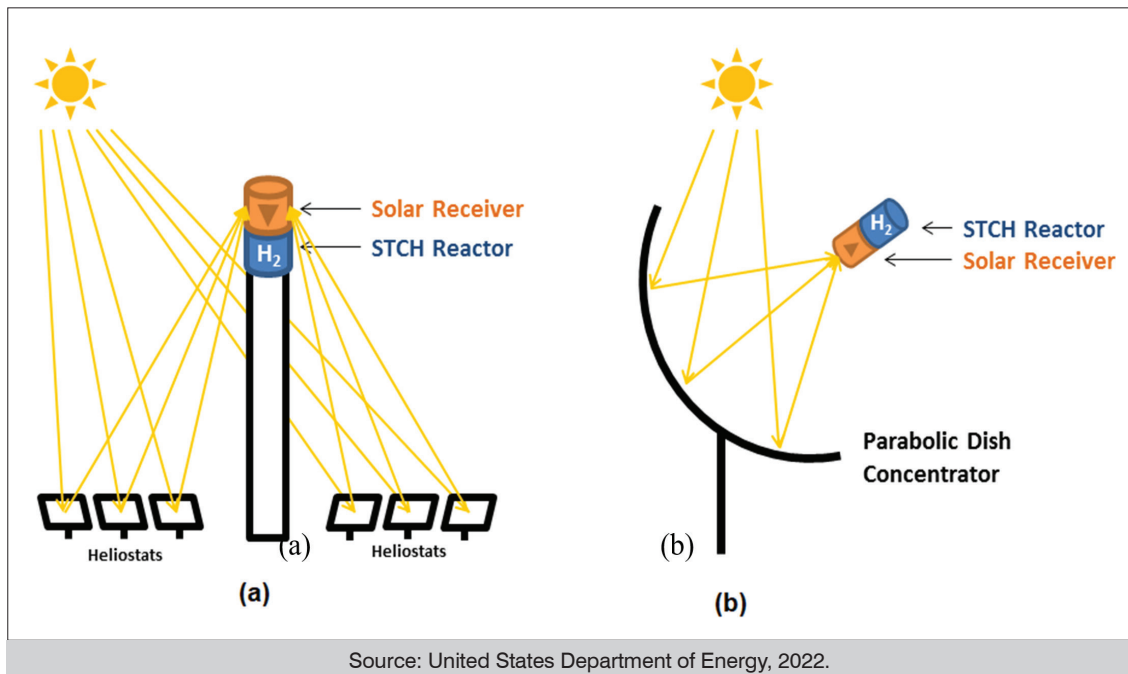 Solar Receiver
STCH Reactor
H2
Heliostats
(a)
Heliostats
(a)
H2
STCH Reactor
Solar Receiver
Parabolic Dish
Concentrator
(b)
(b)
Source: United States Department of Energy, 2022.